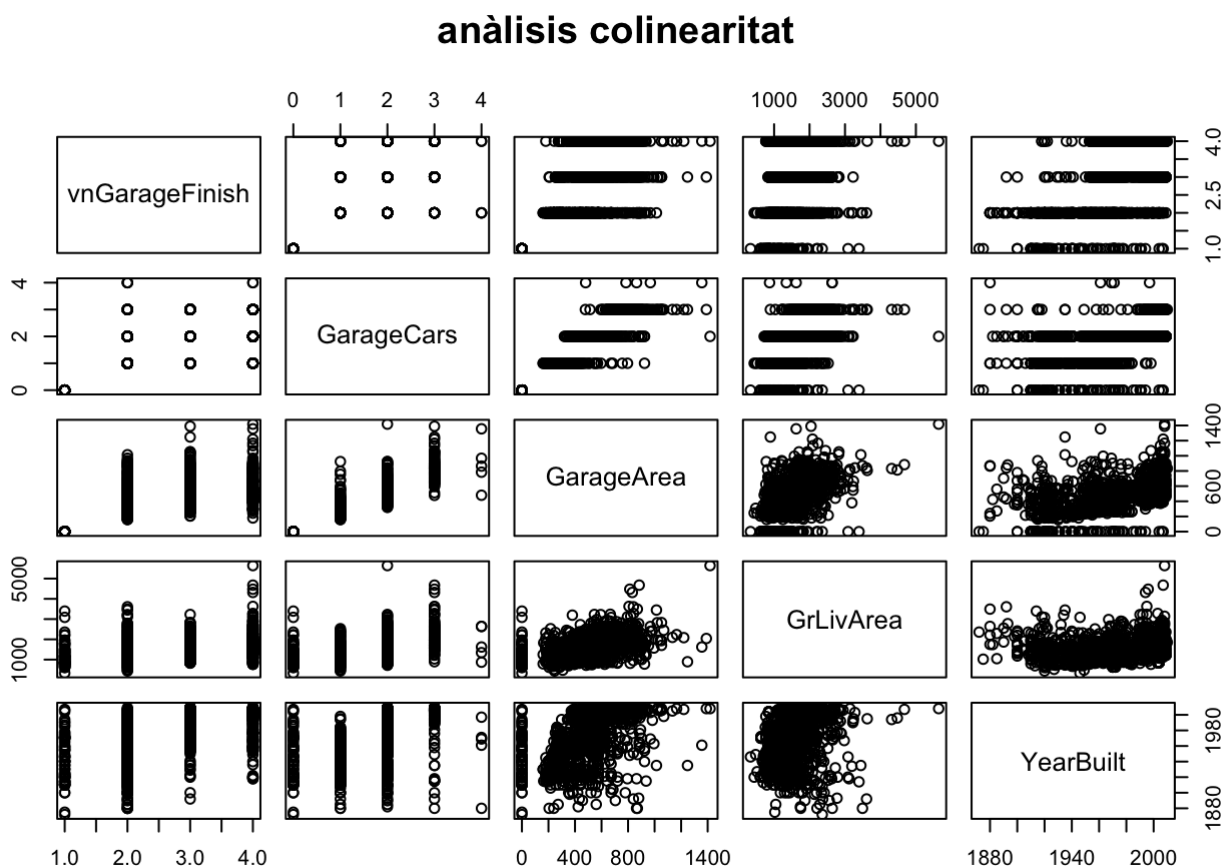 anàlisis colinearitat
0 1 2 3 4
1000 3000 5000
vnGarageFinish
1.0 2.5 4.0
0 2 4
GarageCars
GarageArea
0 600 1400
1000 5000
GrLivArea
YearBuilt
1880 1980
1.0 2.0 3.0 4.0
0 400 800 1400
1880 1940 2000